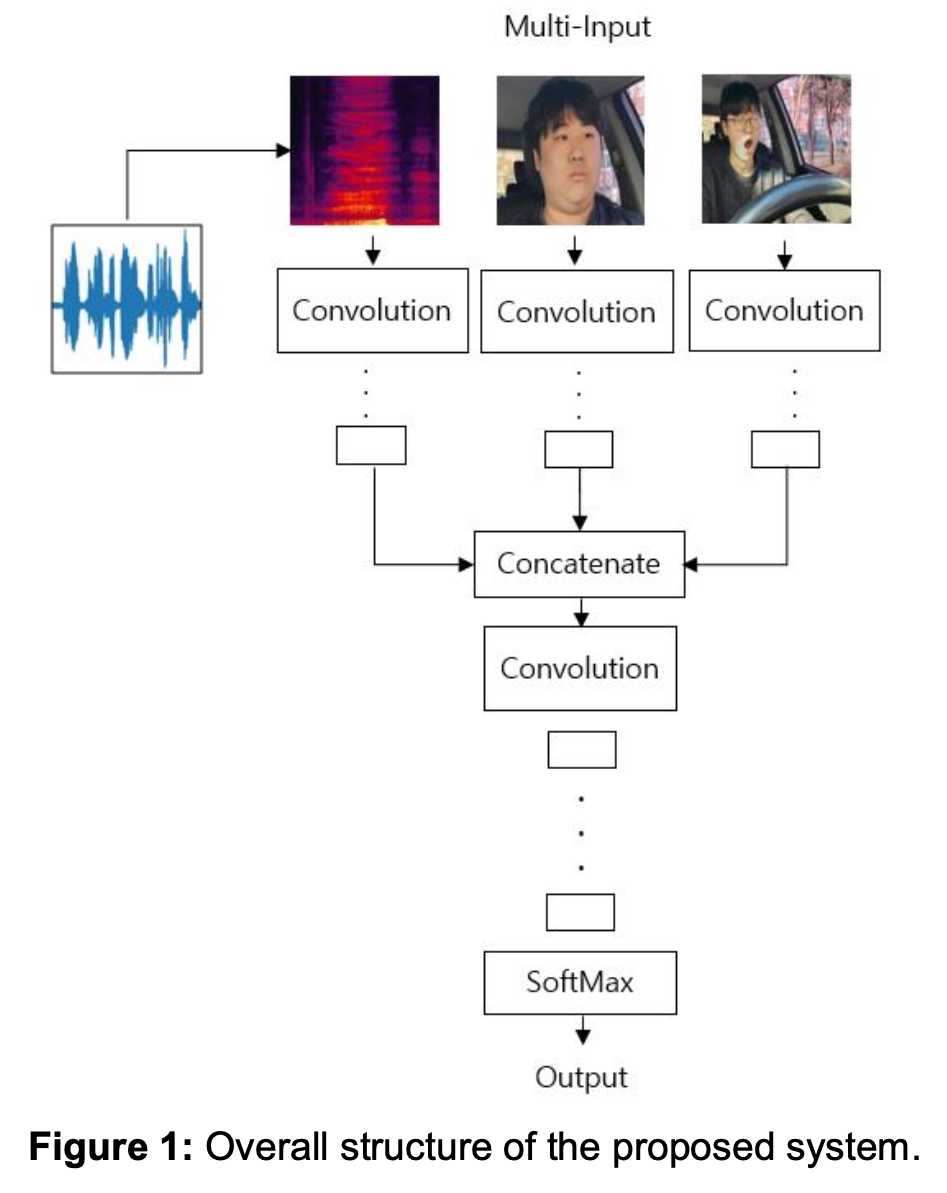 Multi-Input
Convolution
Convolution
Convolution
Concatenate
Convolution
SoftMax
Output
Figure 1: Overall structure of the proposed system.